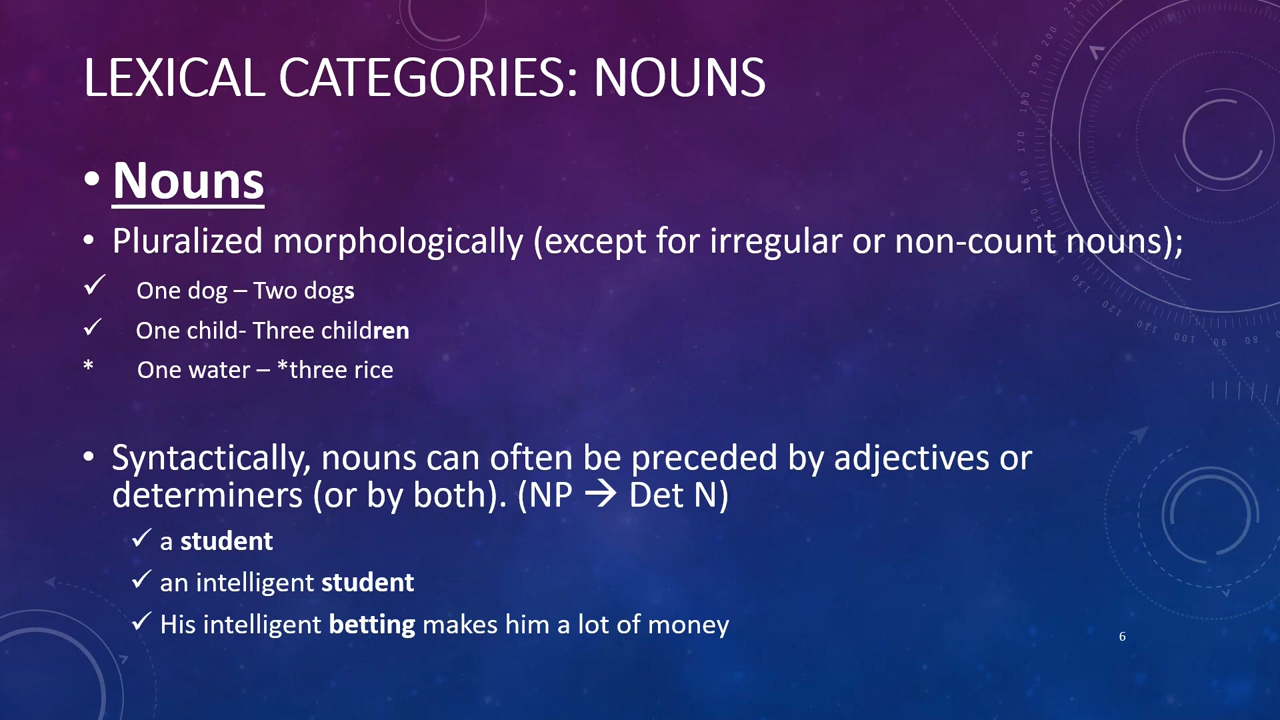 LEXICAL CATEGORIES: NOUNS
• Nouns
• Pluralized morphologically (except for irregular or non-count nouns);
✓ One dog – Two dogs
✓ One child- Three children
* One water – *three rice
• Syntactically, nouns can often be preceded by adjectives or
determiners (or by both). (NP → Det N)
✓ a student
✓ an intelligent student
✓ His intelligent betting makes him a lot of money
6